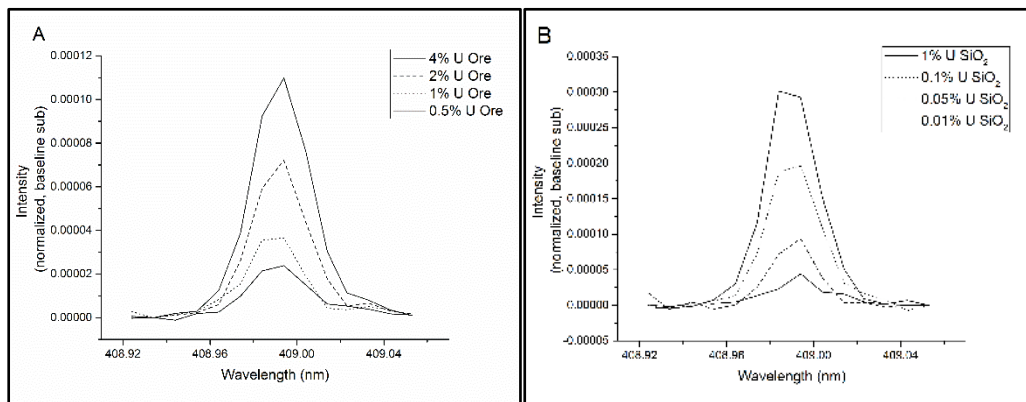 A
4% U Ore
2% U Ore
1% U Ore
0.5% U Ore
Intensity
(normalized, baseline sub)
0.00012
0.00010
0.00008
0.00006
0.00004
0.00002
0.00000
408.92
408.96
409.00
409.04
Wavelength (nm)
B
1% U SiO₂
0.1% U SiO₂
0.05% U SiO₂
0.01% U SiO₂
Intensity
(normalized, baseline sub)
0.00035
0.00030
0.00025
0.00020
0.00015
0.00010
0.00005
0.00000
-0.00005
408.92
408.96
409.00
409.04
Wavelength (nm)